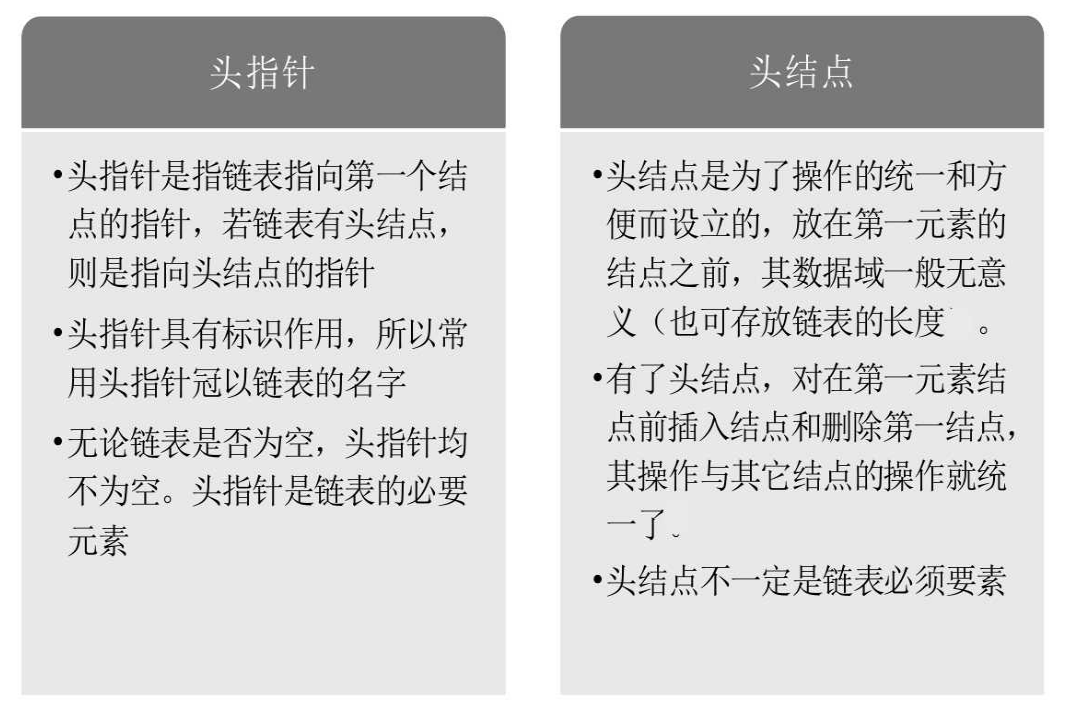 头指针
•头指针是指链表指向第一个结
点的指针，若链表有头结点，
则是指向头结点的指针
•头指针具有标识作用，所以常
用头指针冠以链表的名字
•无论链表是否为空，头指针均
不为空。头指针是链表的必要
元素
头结点
•头结点是为了操作的统一和方
便而设立的，放在第一元素的
结点之前，其数据域一般无意
义（也可存放链表的长度 。
•有了头结点，对在第一元素结
点前插入结点和删除第一结点，
其操作与其它结点的操作就统
一了。
•头结点不一定是链表必须要素